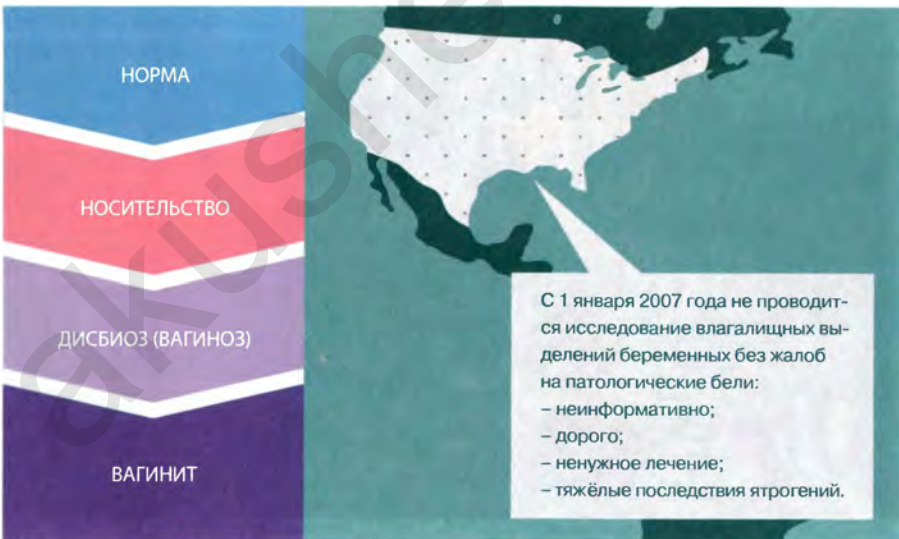 НОРМА
НОСИТЕЛЬСТВО
ДИСБИОЗ (ВАГИНОЗ)
ВАГИНИТ
С 1 января 2007 года не проводит-
ся исследование влагалищных вы-
делений беременных без жалоб
на патологические бели:
– неинформативно;
– дорого;
– ненужное лечение;
– тяжёлые последствия ятрогений.
akushe